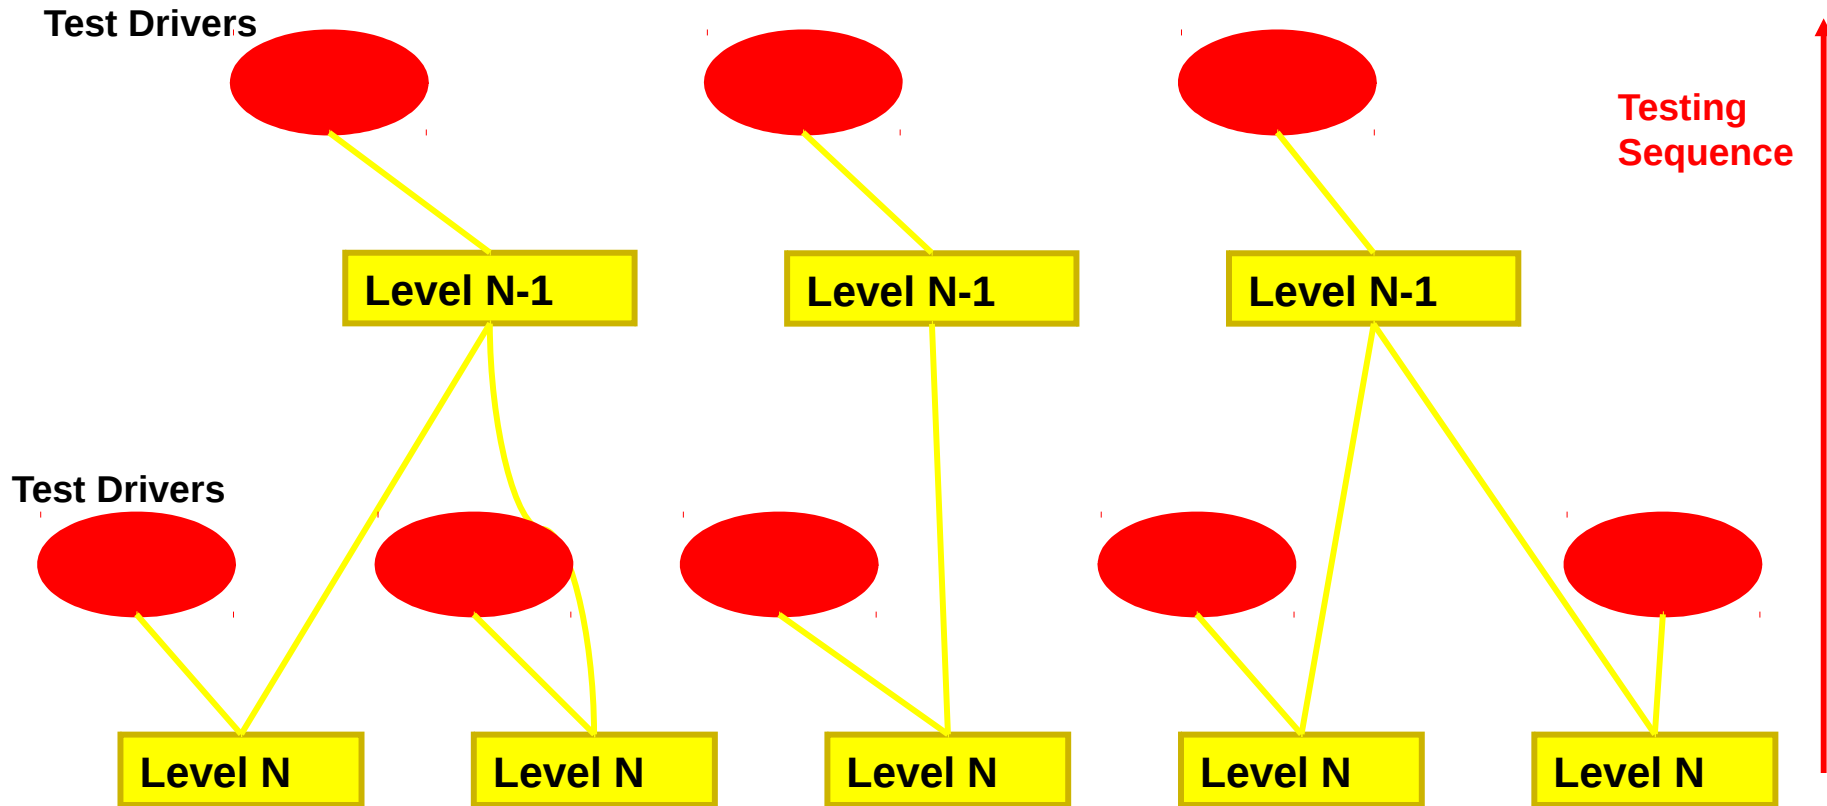 Test Drivers
Testing
Sequence
Level N-1
Level N-1
Level N-1
Test Drivers
Level N
Level N
Level N
Level N
Level N